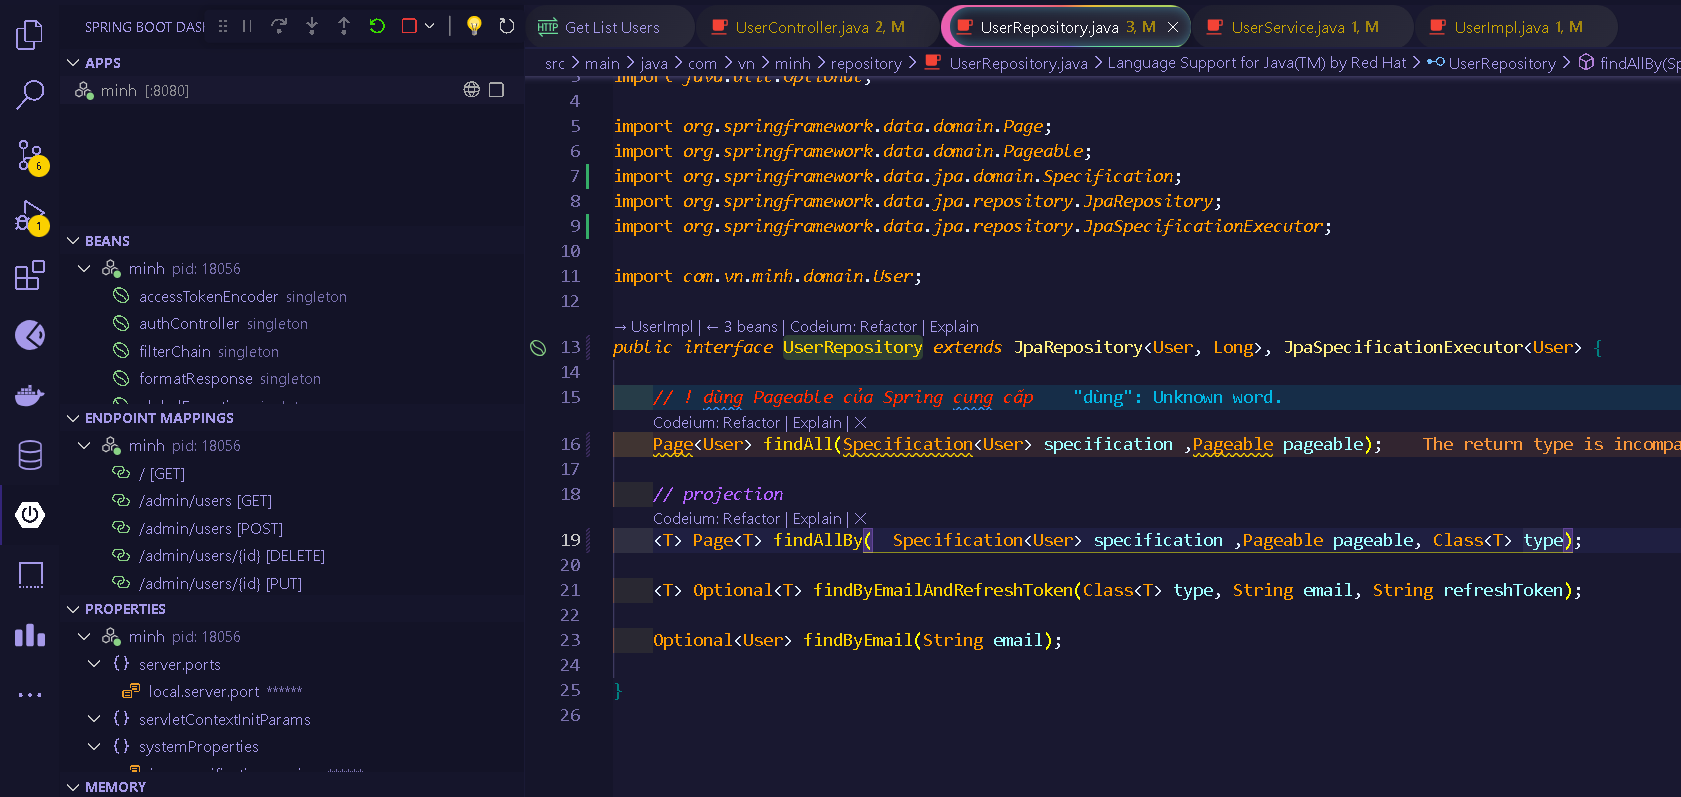 SPRING BOOT DASH
Get List Users
UserController.java 2, M
UserRepository.java 3, M
UserService.java 1, M
UserImpl.java 1, M
src > main > java > com > vn > minh > repository > UserRepository.java > Language Support for Java(TM) by Red Hat > UserRepository > findAllBy(Sp
APPS
minh [:8080]
BEANS
minh pid: 18056
accessTokenEncoder singleton
authController singleton
filterChain singleton
formatResponse singleton
ENDPOINT MAPPINGS
minh pid: 18056
/ [GET]
/admin/users [GET]
/admin/users [POST]
/admin/users/{id} [DELETE]
/admin/users/{id} [PUT]
PROPERTIES
minh pid: 18056
{} server.ports
local.server.port ******
{} servletContextInitParams
{} systemProperties
MEMORY
6
1
3 import java.util.Optional;
4
5 import org.springframework.data.domain.Page;
6 import org.springframework.data.domain.Pageable;
7 import org.springframework.data.jpa.domain.Specification;
8 import org.springframework.data.jpa.repository.JpaRepository;
9 import org.springframework.data.jpa.repository.JpaSpecificationExecutor;
10
11 import com.vn.minh.domain.User;
12
→ UserImpl | ← 3 beans | Codeium: Refactor | Explain
13 public interface UserRepository extends JpaRepository<User, Long>, JpaSpecificationExecutor<User> {
14
15 // ! dùng Pageable của Spring cung cấp "dùng": Unknown word.
Codeium: Refactor | Explain | X
16 Page<User> findAll(Specification<User> specification ,Pageable pageable); The return type is incompa
17
18 // projection
Codeium: Refactor | Explain | X
19 <T> Page<T> findAllBy( Specification<User> specification ,Pageable pageable, Class<T> type);
20
21 <T> Optional<T> findByEmailAndRefreshToken(Class<T> type, String email, String refreshToken);
22
23 Optional<User> findByEmail(String email);
24
25 }
26